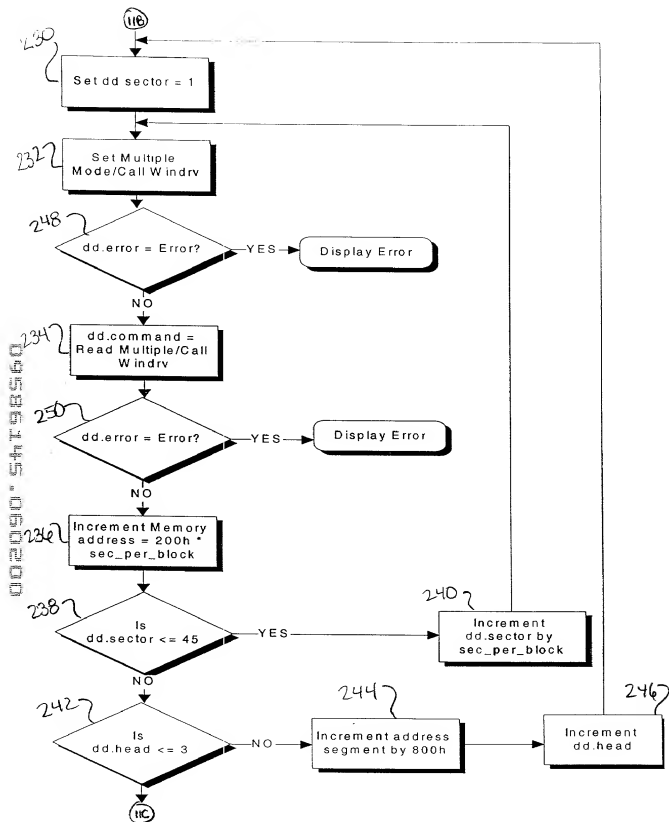 11B
230
Set dd sector = 1
232
Set Multiple
Mode/Call Windrv
248
dd.error = Error?
YES
Display Error
NO
234
dd.command =
Read Multiple/Call
Windrv
250
dd.error = Error?
YES
Display Error
NO
236
Increment Memory
address = 200h *
sec_per_block
238
Is
dd.sector <= 45
YES
240
Increment
dd.sector by
sec_per_block
NO
242
Is
dd.head <= 3
NO
244
Increment address
segment by 800h
246
Increment
dd.head
11C
09586145.060200